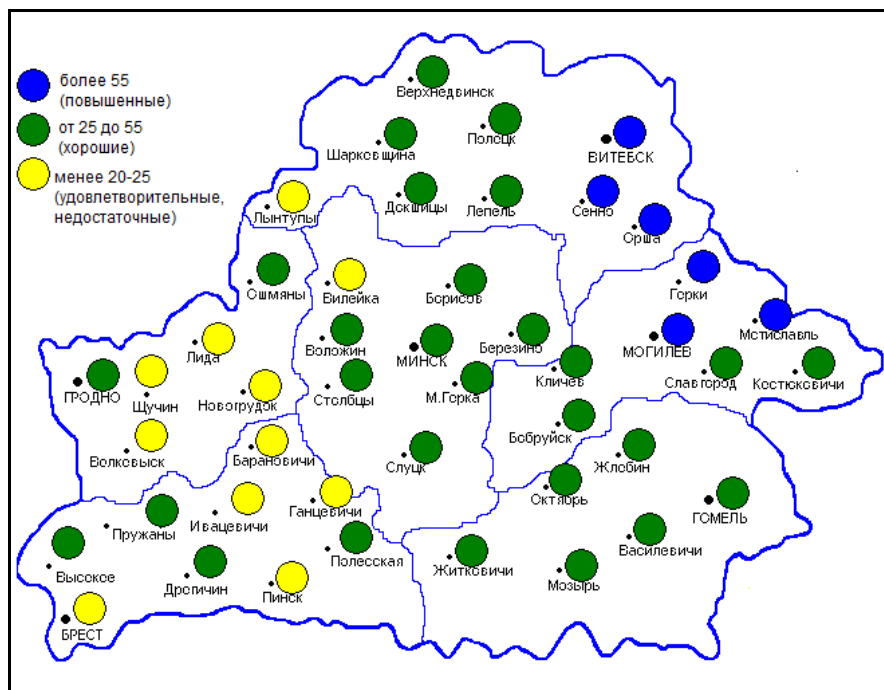 более 55
(повышенные)
от 25 до 55
(хорошие)
менее 20-25
(удовлетворительные,
недостаточные)
Верхнедвинск
Полоцк
Шарковщина
ВИТЕБСК
Докшицы
Лепель
Сенно
Лынтупы
Орша
Ошмяны
Вилейка
Борисов
Горки
Мстиславль
Лида
Воложин
МИНСК
Березино
МОГИЛЕВ
ГРОДНО
Щучин
Новогрудок
Столбцы
М.Горка
Кличев
Славгород
Костюковичи
Волковыск
Барановичи
Слуцк
Бобруйск
Жлобин
Пружаны
Ивацевичи
Ганцевичи
Октябрь
ГОМЕЛЬ
Высокое
Дрогичин
Полесская
Житковичи
Василевичи
Пинск
Мозырь
БРЕСТ